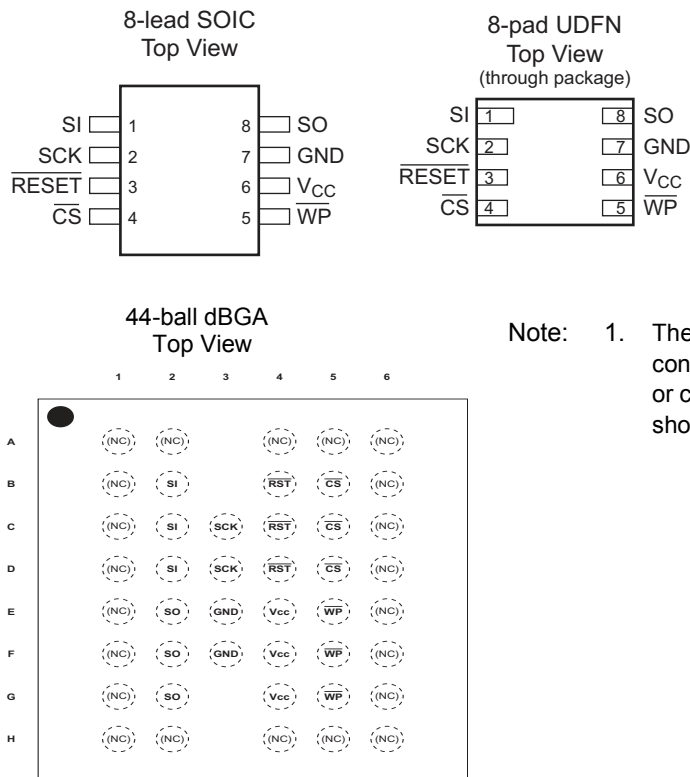 8-lead SOIC
Top View
SI 1 8 SO
SCK 2 7 GND
RESET 3 6 VCC
CS 4 5 WP
8-pad UDFN
Top View
(through package)
SI 1 8 SO
SCK 2 7 GND
RESET 3 6 VCC
CS 4 5 WP
44-ball dBGA
Top View
1 2 3 4 5 6
A (NC) (NC) (NC) (NC) (NC)
B (NC) SI RST CS (NC)
C (NC) SI SCK RST CS (NC)
D (NC) SI SCK RST CS (NC)
E (NC) SO GND Vcc WP (NC)
F (NC) SO GND Vcc WP (NC)
G (NC) SO Vcc WP (NC)
H (NC) (NC) (NC) (NC) (NC)
Note: 1. The
con
or c
sho